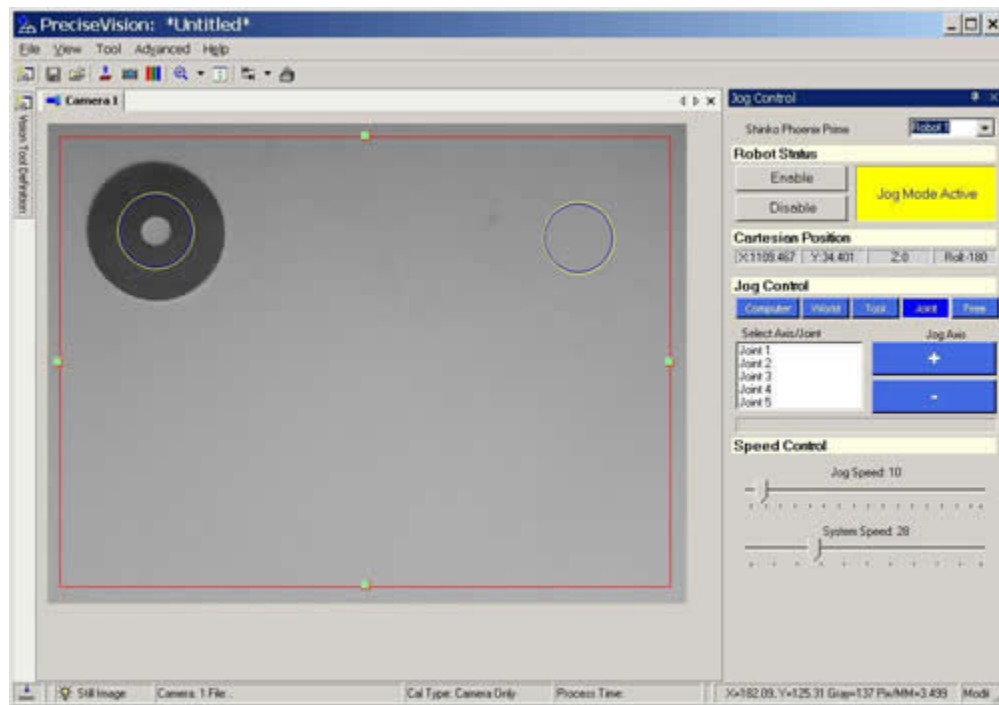 PreciseVision: *Untitled*
File View Tool Advanced Help
Camera 1
Vision Tool Definition
Jog Control
Shinko Phoenix Prime Robot 1
Robot Status
Enable
Disable
Jog Mode Active
Cartesian Position
X:1109.467 Y:34.401 Z:0 Roll:-180
Jog Control
Computer World Tool Joint Free
Select Axis/Joint Jog Axis
Joint 1
Joint 2
Joint 3
Joint 4
Joint 5
+
-
Speed Control
Jog Speed: 10
System Speed: 28
Still Image Camera: 1 File: Cal Type: Camera Only Process Time: X=182.09, Y=125.31 Gray=137 Pix/MM=3.499 Modil